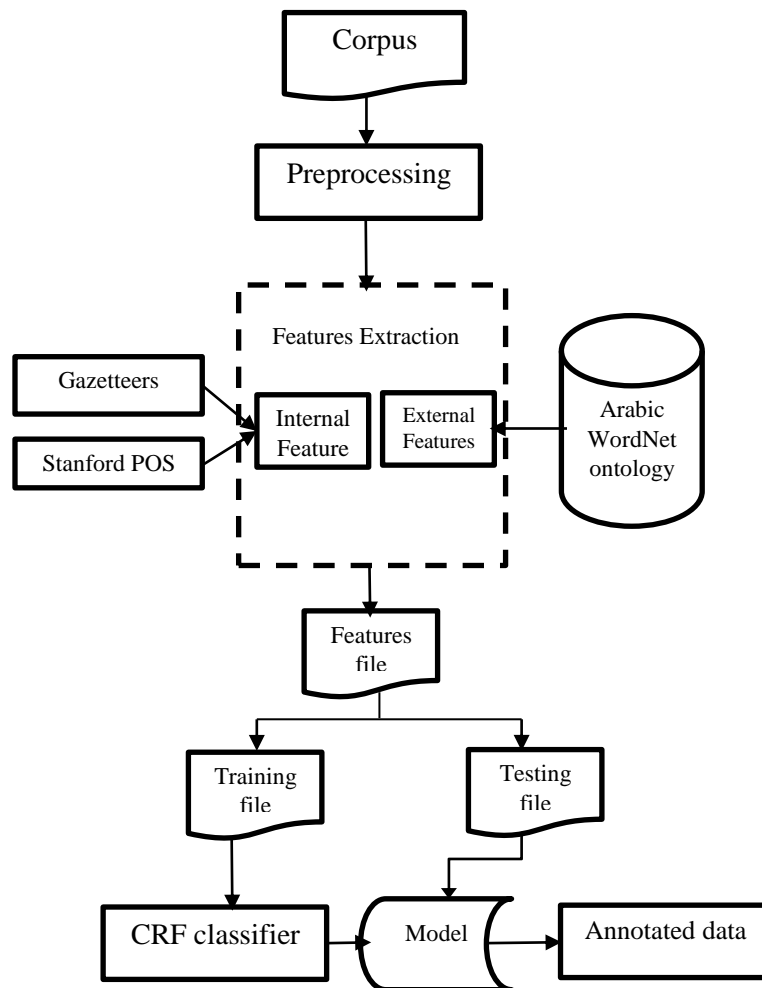 Corpus
Preprocessing
Features Extraction
Gazetteers
Stanford POS
Internal
Feature
External
Features
Arabic
WordNet
ontology
Features
file
Training
file
Testing
file
CRF classifier
Model
Annotated data